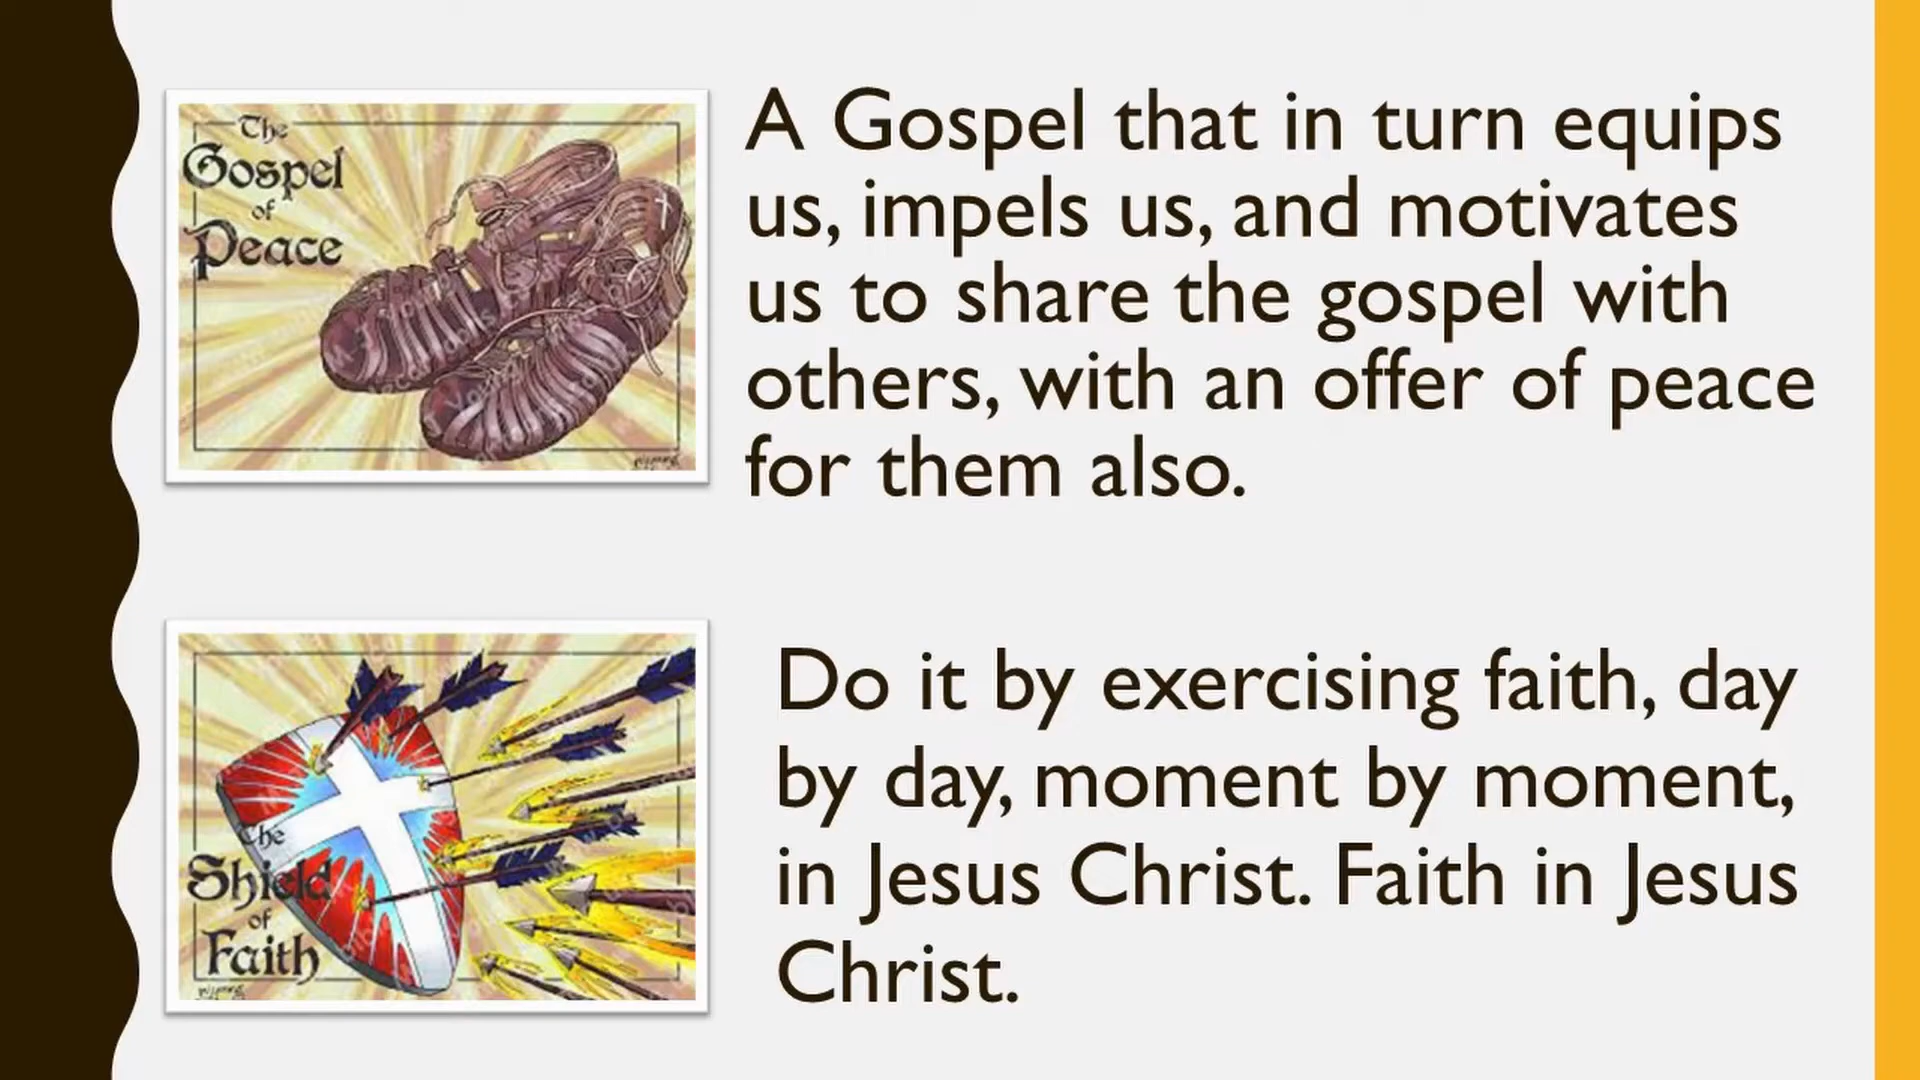 The
Gospel
of
Peace
A Gospel that in turn equips
us, impels us, and motivates
us to share the gospel with
others, with an offer of peace
for them also.
The
Shield
of
Faith
Do it by exercising faith, day
by day, moment by moment,
in Jesus Christ. Faith in Jesus
Christ.